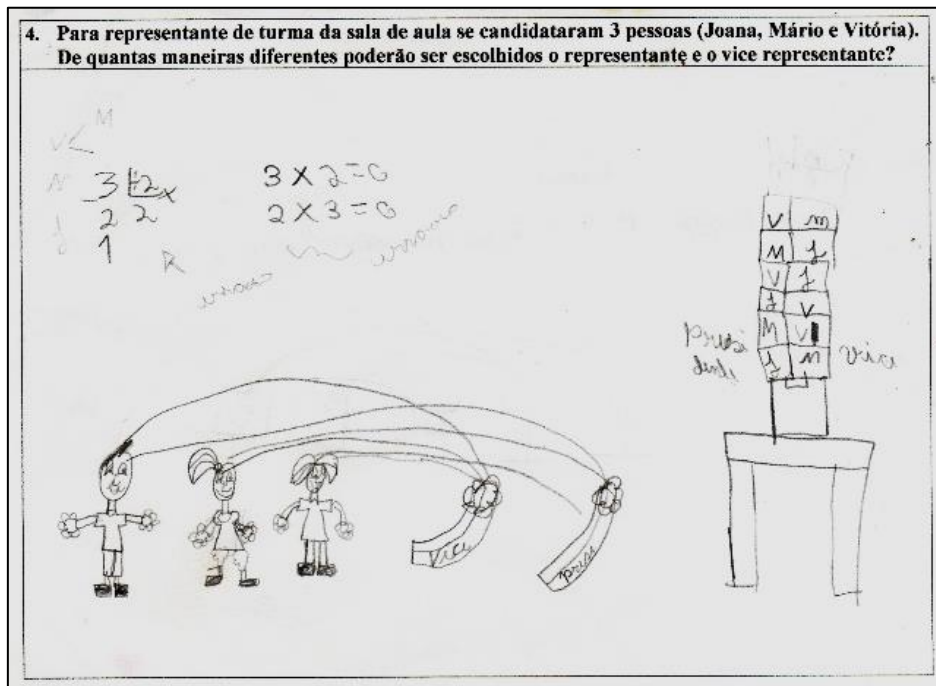 4. Para representante de turma da sala de aula se candidataram 3 pessoas (Joana, Mário e Vitória).
De quantas maneiras diferentes poderão ser escolhidos o representante e o vice representante?
M
V
3 2 x
2 2
1
3 x 2 = 6
2 x 3 = 6
R
V m
M J
V J
J V
M V
J M
presi
dente
vice
vice
presi